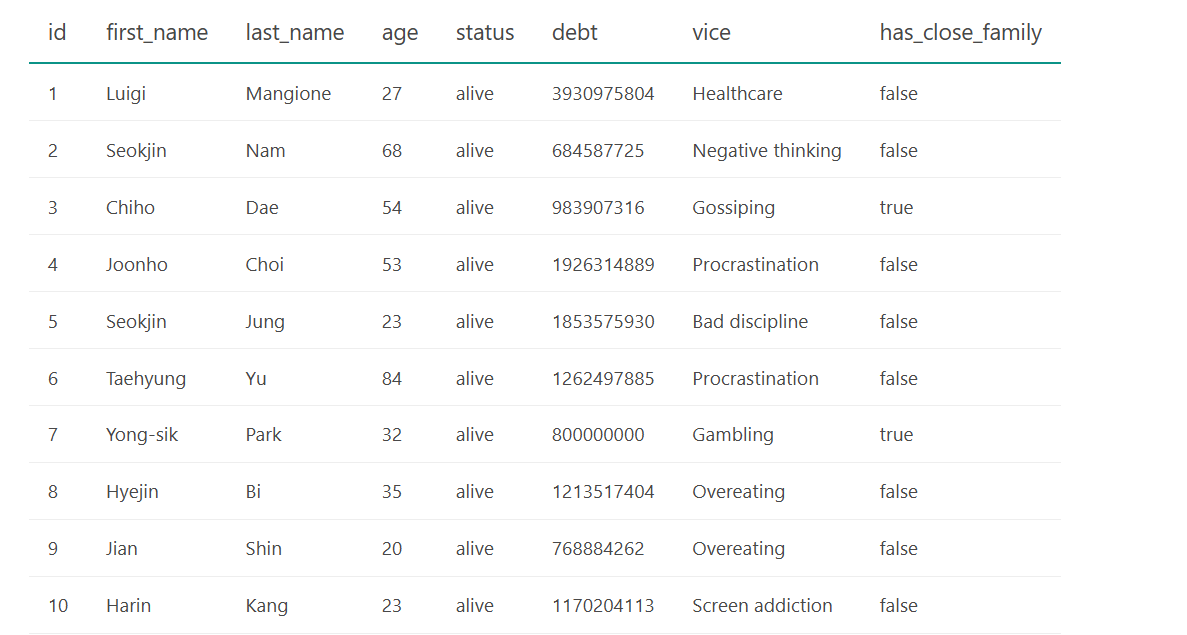 id first_name last_name age status debt vice has_close_family
1 Luigi Mangione 27 alive 3930975804 Healthcare false
2 Seokjin Nam 68 alive 684587725 Negative thinking false
3 Chiho Dae 54 alive 983907316 Gossiping true
4 Joonho Choi 53 alive 1926314889 Procrastination false
5 Seokjin Jung 23 alive 1853575930 Bad discipline false
6 Taehyung Yu 84 alive 1262497885 Procrastination false
7 Yong-sik Park 32 alive 800000000 Gambling true
8 Hyejin Bi 35 alive 1213517404 Overeating false
9 Jian Shin 20 alive 768884262 Overeating false
10 Harin Kang 23 alive 1170204113 Screen addiction false